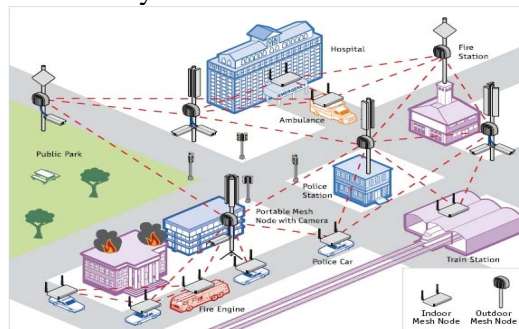 Hospital
Fire
Station
Ambulance
Public Park
Police
Station
Portable Mesh
Node with Camera
Police Car
Train Station
Fire Engine
Indoor
Mesh Node
Outdoor
Mesh Node